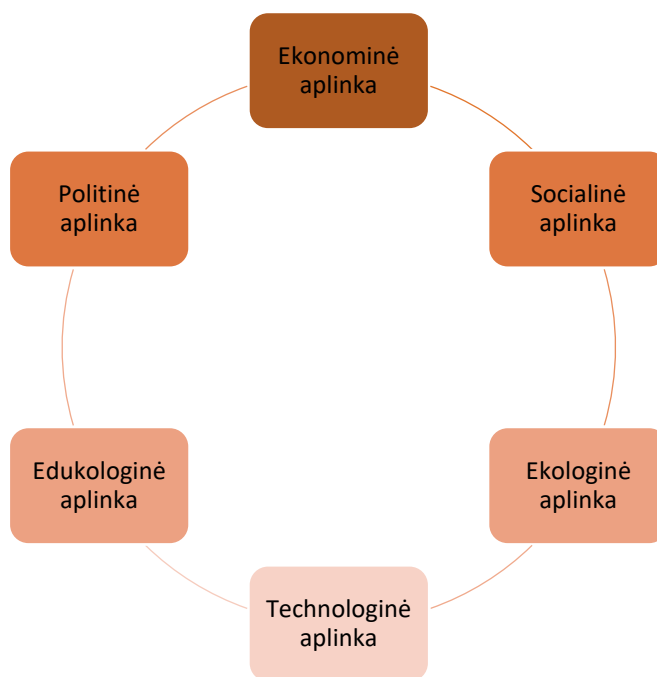 Ekonominė
aplinka
Politinė
aplinka
Socialinė
aplinka
Edukologinė
aplinka
Ekologinė
aplinka
Technologinė
aplinka